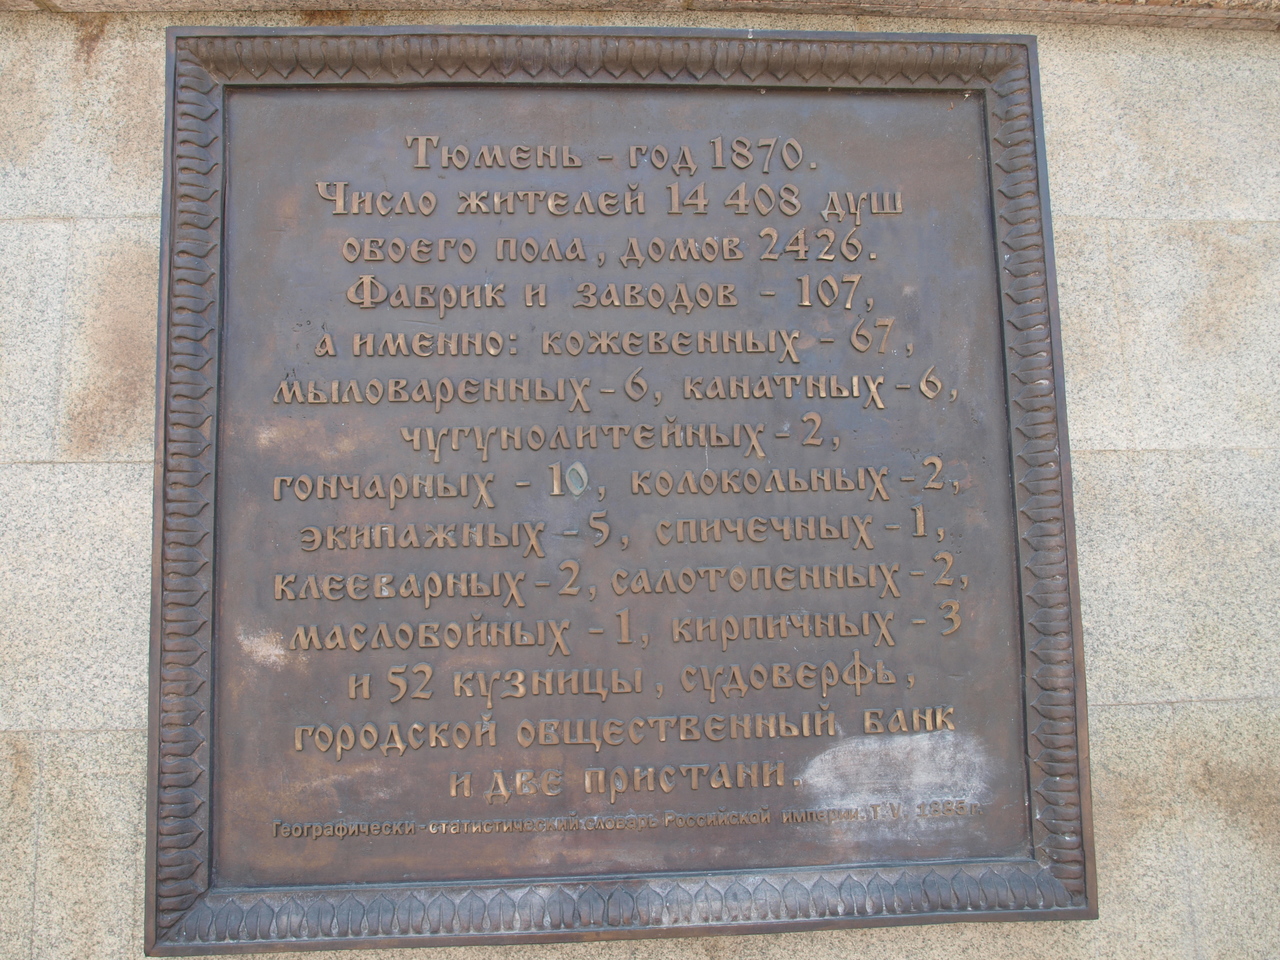 Тюмень – год 1870.
Число жителей 14 408 душ
обоего пола, домов 2426.
Фабрик и заводов – 107,
а именно: кожевенных – 67,
мыловаренных – 6, канатных – 6,
чугунолитейных – 2,
гончарных – 10, колокольных – 2,
экипажных – 5, спичечных – 1,
клееварных – 2, салотопенных – 2,
маслобойных – 1, кирпичных – 3
и 52 кузницы, судоверфь,
городской общественный банк
и две пристани.
Географически-статистический словарь Российской империи. Т.V, 1885г.